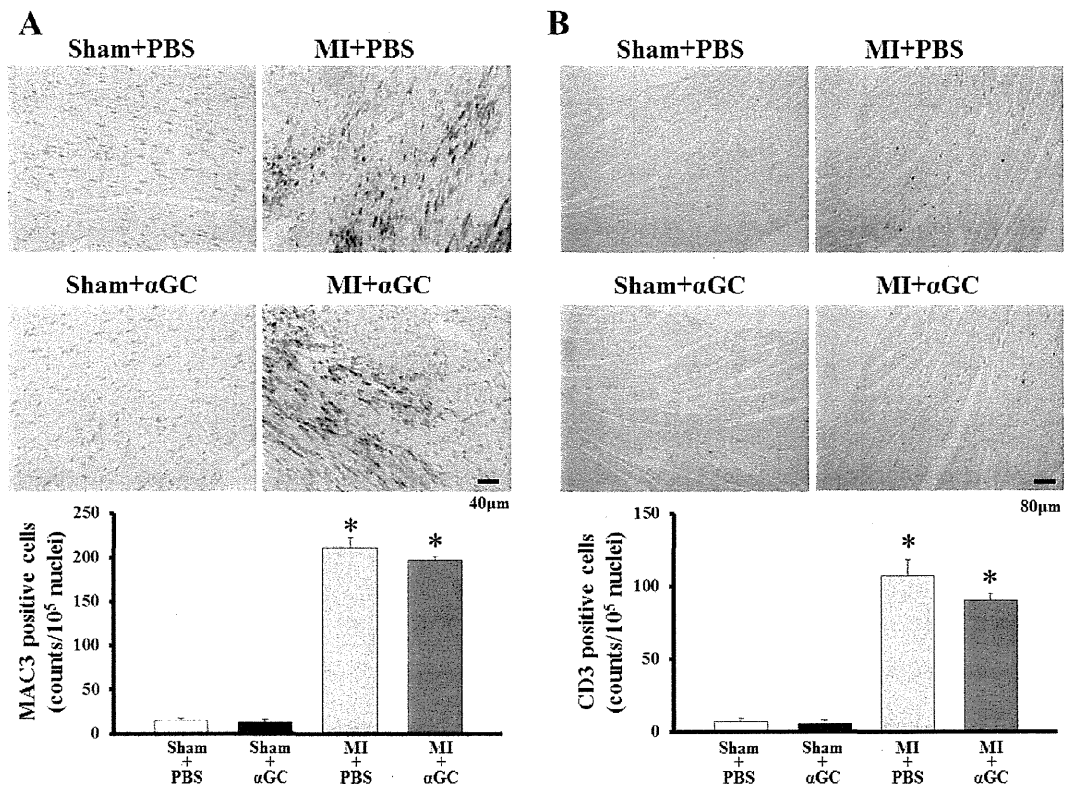 A
Sham+PBS
MI+PBS
Sham+αGC
MI+αGC
40μm
MAC3 positive cells
(counts/10⁵ nuclei)
250
200
150
100
50
0
*
*
Sham
+
PBS
Sham
+
αGC
MI
+
PBS
MI
+
αGC
B
Sham+PBS
MI+PBS
Sham+αGC
MI+αGC
80μm
CD3 positive cells
(counts/10⁵ nuclei)
150
100
50
0
*
*
Sham
+
PBS
Sham
+
αGC
MI
+
PBS
MI
+
αGC